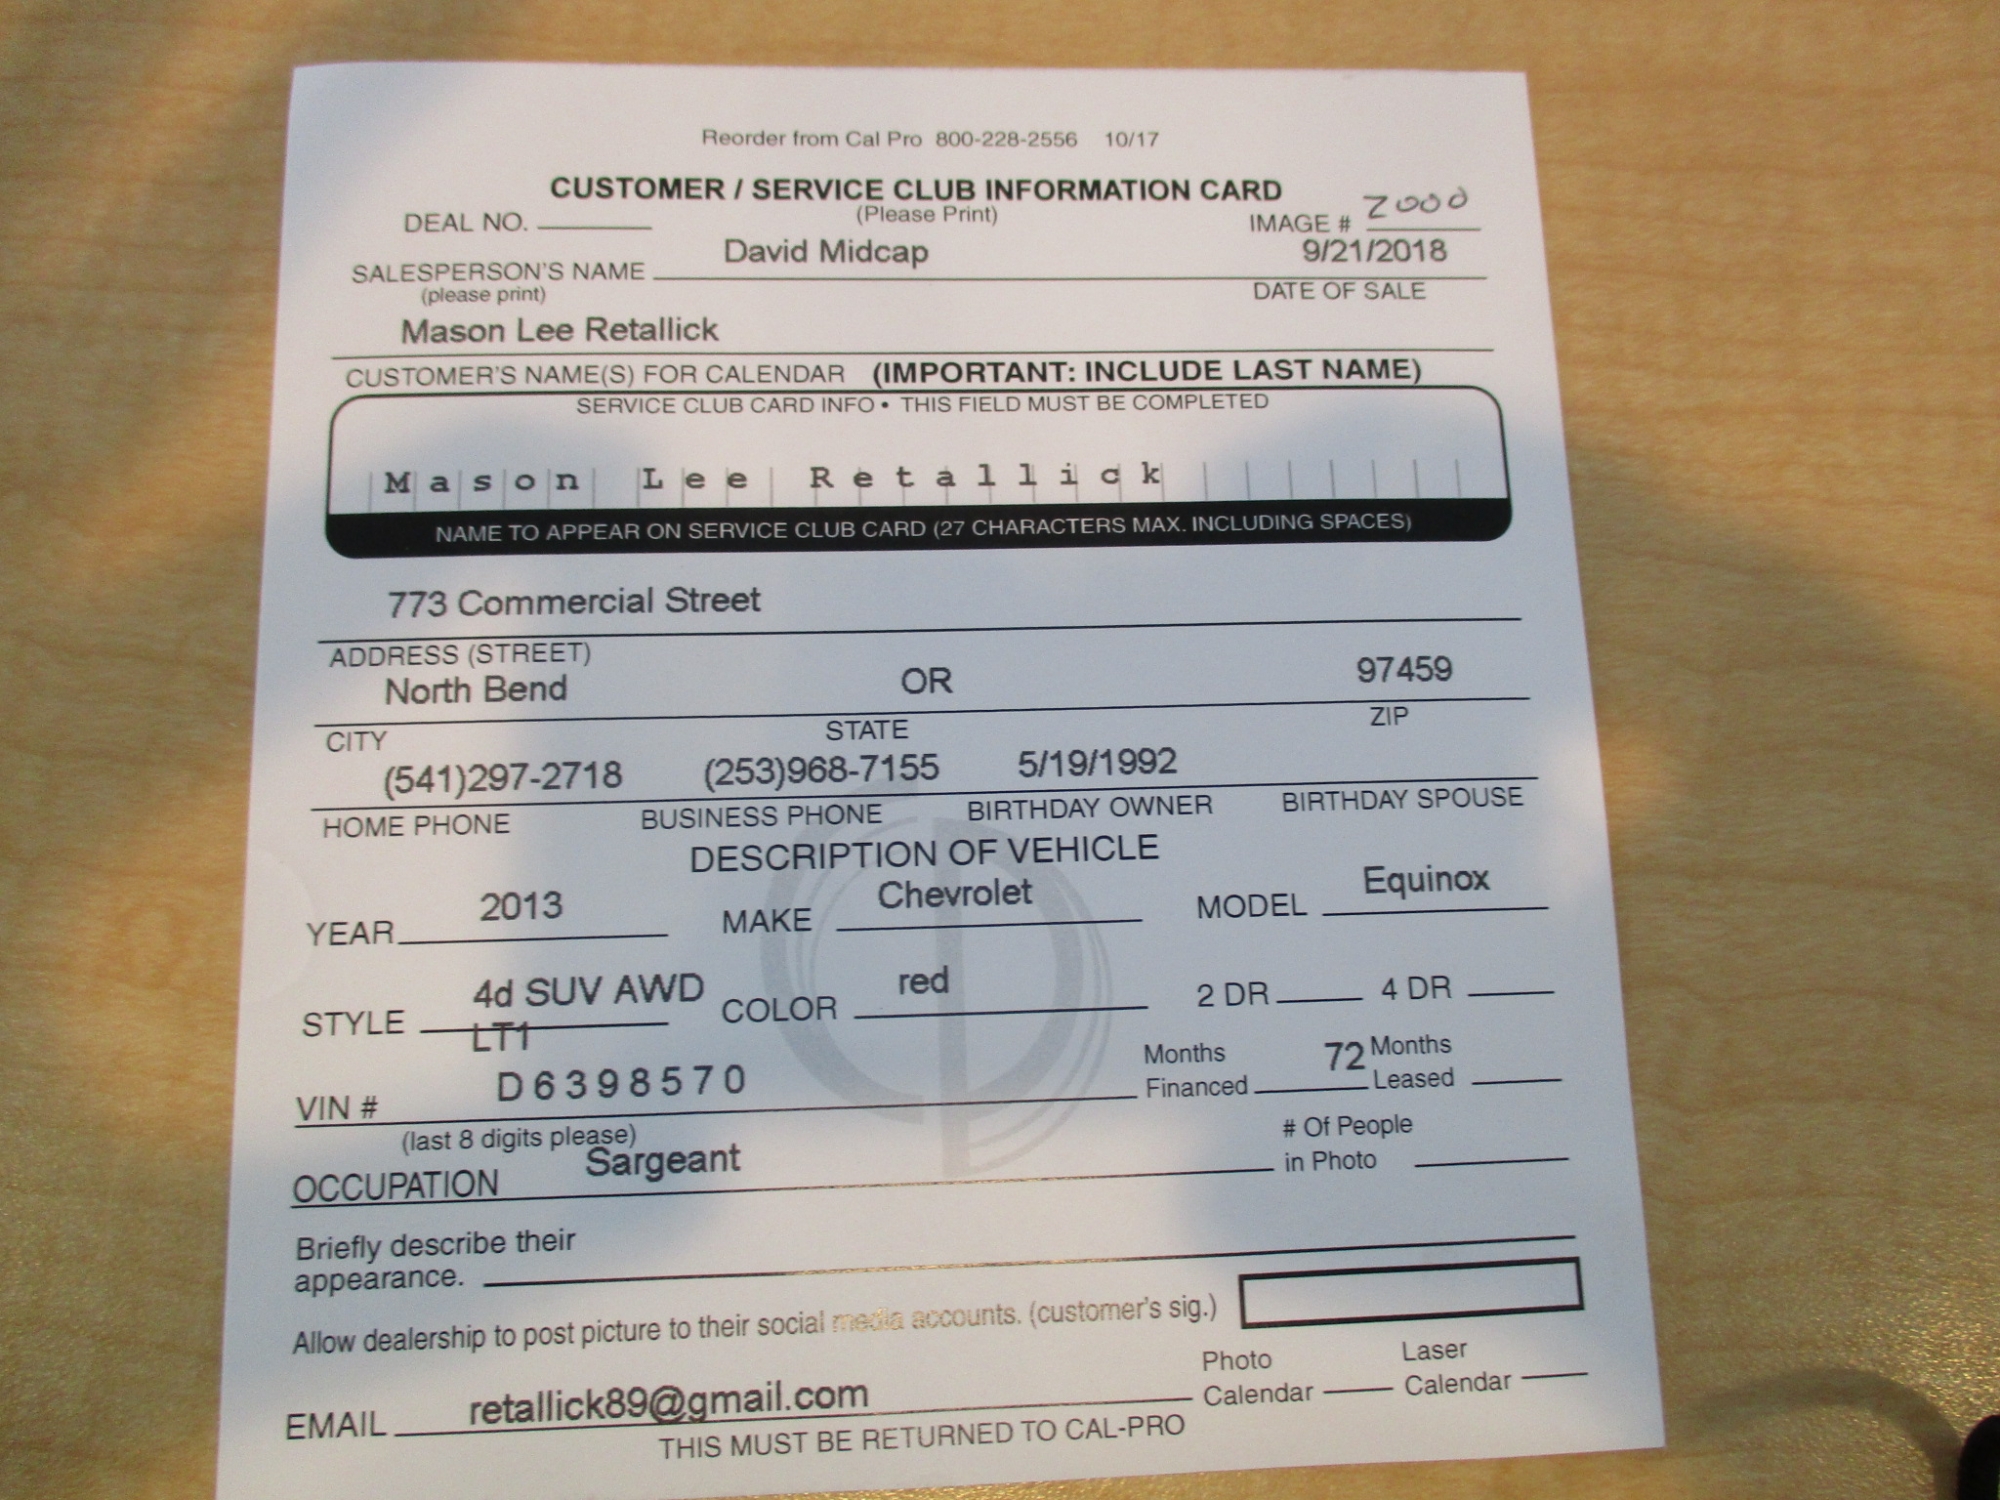 Reorder from Cal Pro 800-228-2556 10/17
CUSTOMER / SERVICE CLUB INFORMATION CARD
DEAL NO. (Please Print) IMAGE # 2000
SALESPERSON'S NAME David Midcap 9/21/2018
(please print) DATE OF SALE
Mason Lee Retallick
CUSTOMER'S NAME(S) FOR CALENDAR (IMPORTANT: INCLUDE LAST NAME)
SERVICE CLUB CARD INFO • THIS FIELD MUST BE COMPLETED
Mason Lee Retallick
NAME TO APPEAR ON SERVICE CLUB CARD (27 CHARACTERS MAX. INCLUDING SPACES)
773 Commercial Street
ADDRESS (STREET)
North Bend OR 97459
CITY STATE ZIP
(541)297-2718 (253)968-7155 5/19/1992
HOME PHONE BUSINESS PHONE BIRTHDAY OWNER BIRTHDAY SPOUSE
DESCRIPTION OF VEHICLE
YEAR 2013 MAKE Chevrolet MODEL Equinox
STYLE 4d SUV AWD COLOR red 2 DR 4 DR
LT1
VIN # D6398570 Months Financed 72 Months Leased
(last 8 digits please)
OCCUPATION Sargeant # Of People in Photo
Briefly describe their
appearance.
Allow dealership to post picture to their social media accounts. (customer's sig.)
EMAIL retallick89@gmail.com Photo Calendar Laser Calendar
THIS MUST BE RETURNED TO CAL-PRO